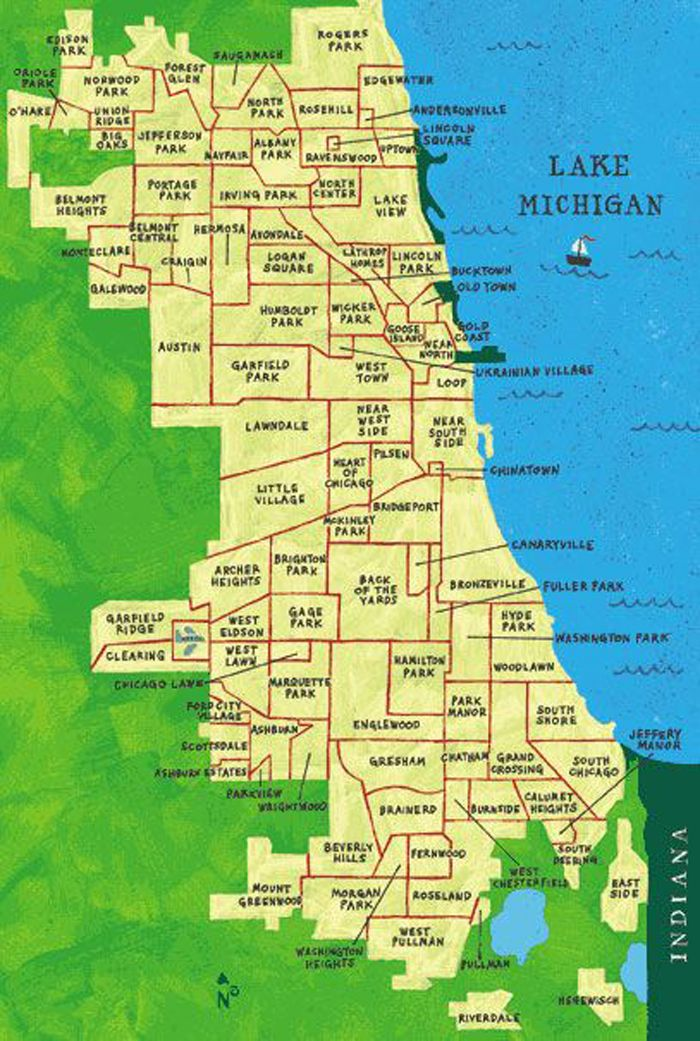 ROGERS
PARK
EDISON
PARK
SAUGANASH
FOREST
GLEN
ORIOLE
PARK
NORWOOD
PARK
EDGEWATER
O'HARE
UNION
RIDGE
NORTH
PARK
ROSEHILL
ANDERSONVILLE
BIG
OAKS
JEFFERSON
PARK
MAYFAIR
ALBANY
PARK
RAVENSWOOD
UPTOWN
LINCOLN
SQUARE
LAKE
MICHIGAN
BELMONT
HEIGHTS
PORTAGE
PARK
IRVING PARK
NORTH
CENTER
LAKE
VIEW
MONTECLARE
BELMONT
CENTRAL
HERMOSA
AVONDALE
CRAGIN
LOGAN
SQUARE
LATHROP
HOMES
LINCOLN
PARK
BUCKTOWN
OLD TOWN
GALEWOOD
HUMBOLDT
PARK
WICKER
PARK
GOOSE
ISLAND
GOLD
COAST
NEAR
NORTH
AUSTIN
UKRAINIAN VILLAGE
GARFIELD
PARK
WEST
TOWN
LOOP
LAWNDALE
NEAR
WEST
SIDE
NEAR
SOUTH
SIDE
PILSEN
HEART
OF
CHICAGO
CHINATOWN
LITTLE
VILLAGE
BRIDGEPORT
MCKINLEY
PARK
CANARYVILLE
ARCHER
HEIGHTS
BRIGHTON
PARK
BACK
OF THE
YARDS
BRONZEVILLE
FULLER PARK
GARFIELD
RIDGE
WEST
ELDSON
GAGE
PARK
HYDE
PARK
WASHINGTON PARK
CLEARING
WEST
LAWN
CHICAGO LAWN
MARQUETTE
PARK
HAMILTON
PARK
WOODLAWN
FORD CITY
VILLAGE
ASHBURN
ENGLEWOOD
PARK
MANOR
SOUTH
SHORE
SCOTTSDALE
JEFFERY
MANOR
ASHBURN ESTATES
GRESHAM
CHATHAM
GRAND
CROSSING
SOUTH
CHICAGO
PARKVIEW
WRIGHTWOOD
BRAINERD
BURNSIDE
CALUMET
HEIGHTS
BEVERLY
HILLS
FERNWOOD
SOUTH
DEERING
WEST
CHESTERFIELD
EAST
SIDE
INDIANA
MOUNT
GREENWOOD
MORGAN
PARK
ROSELAND
WEST
PULLMAN
WASHINGTON
HEIGHTS
PULLMAN
N
HEGEWISCH
RIVERDALE